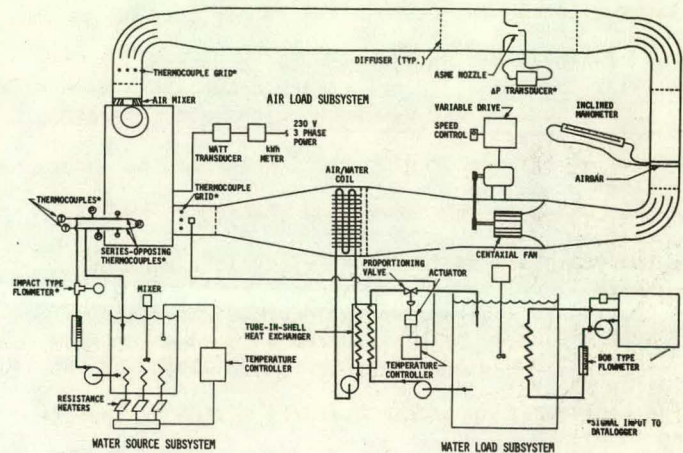 DIFFUSER (TYP.)
ASME NOZZLE
THERMOCOUPLE GRID*
ΔP TRANSDUCER*
AIR MIXER
AIR LOAD SUBSYSTEM
VARIABLE DRIVE
INCLINED
MANOMETER
SPEED
CONTROL
230 V
3 PHASE
POWER
WATT
TRANSDUCER
kWh
METER
AIR/WATER
COIL
AIRBAR
THERMOCOUPLE
GRID*
THERMOCOUPLES*
T
T
P
P
SERIES-OPPOSING
THERMOCOUPLES*
CENTAXIAL FAN
PROPORTIONING
VALVE
ACTUATOR
IMPACT TYPE
FLOWMETER*
MIXER
TUBE-IN-SHELL
HEAT EXCHANGER
TEMPERATURE
CONTROLLER
TEMPERATURE
CONTROLLER
BOB TYPE
FLOWMETER
RESISTANCE
HEATERS
WATER SOURCE SUBSYSTEM
WATER LOAD SUBSYSTEM
*SIGNAL INPUT TO
DATALOGGER